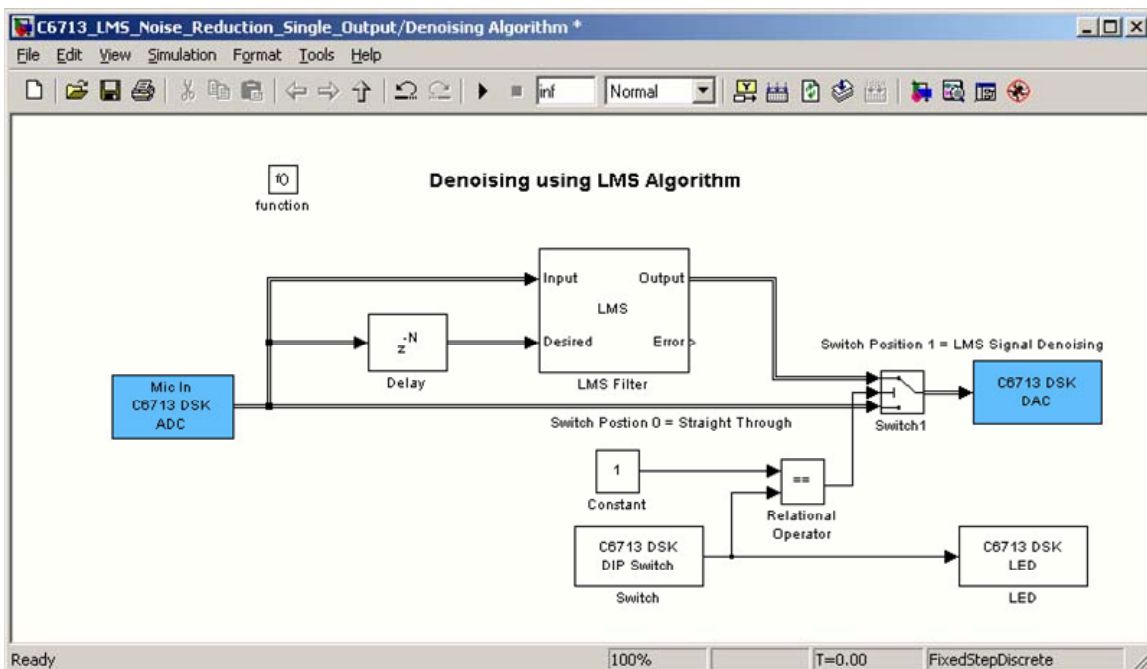 C6713_LMS_Noise_Reduction_Single_Output/Denoising Algorithm *
File Edit View Simulation Format Tools Help
inf Normal
f()
function
Denoising using LMS Algorithm
Input Output
LMS
Desired Error
LMS Filter
z-N
Delay
Mic In
C6713 DSK
ADC
Switch Position 1 = LMS Signal Denoising
C6713 DSK
DAC
Switch1
Switch Postion 0 = Straight Through
1
Constant
==
Relational
Operator
C6713 DSK
DIP Switch
Switch
C6713 DSK
LED
LED
Ready 100% T=0.00 FixedStepDiscrete